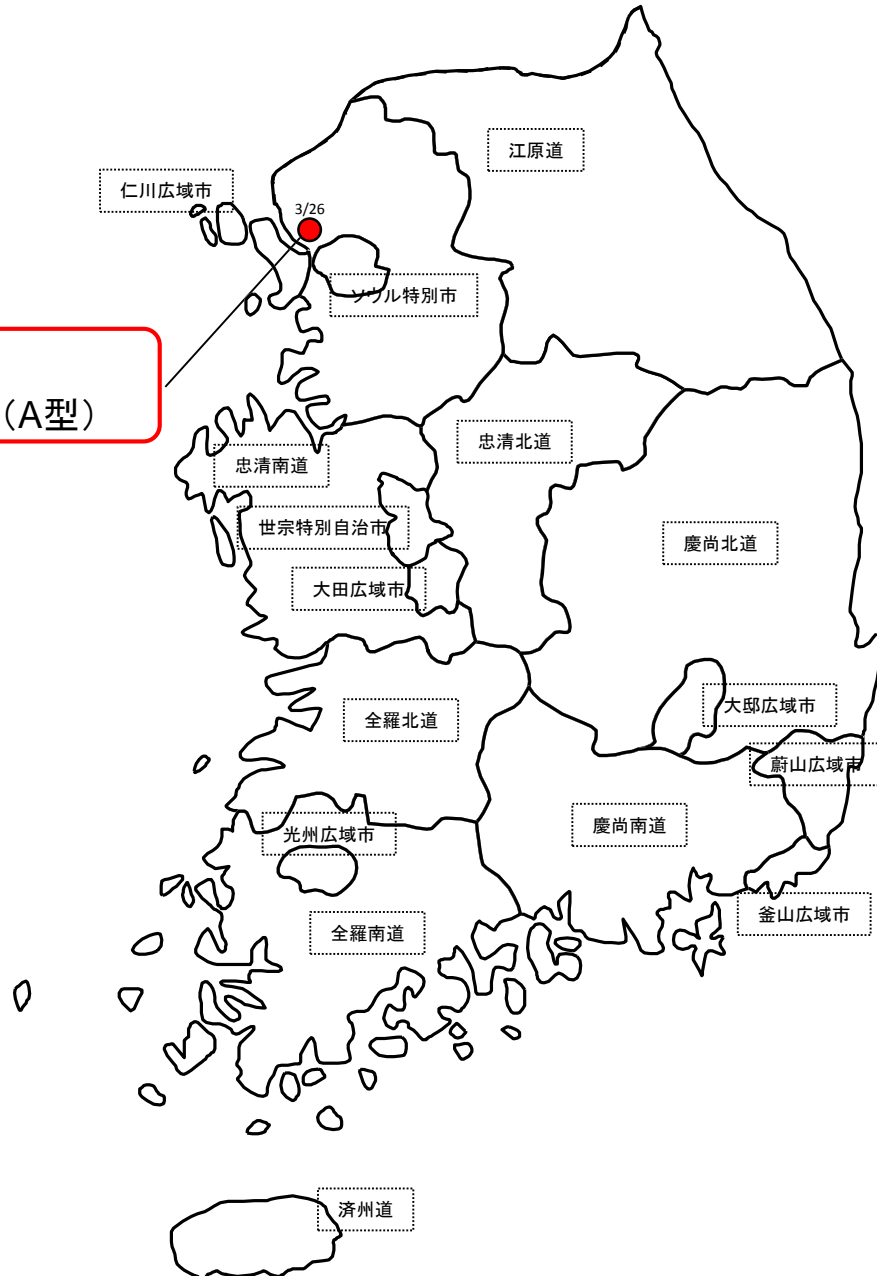 江原道
仁川広域市
3/26
ソウル特別市
（A型）
忠清北道
忠清南道
世宗特別自治市
慶尚北道
大田広域市
大邱広域市
全羅北道
蔚山広域市
慶尚南道
光州広域市
釜山広域市
全羅南道
済州道